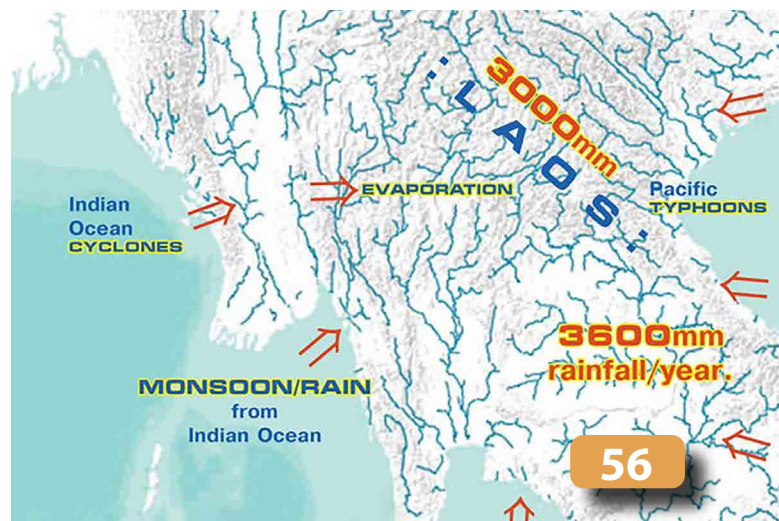 3000mm
LAOS
EVAPORATION
Indian
Ocean
CYCLONES
Pacific
TYPHOONS
3600mm
rainfall/year.
MONSOON/RAIN
from
Indian Ocean
56